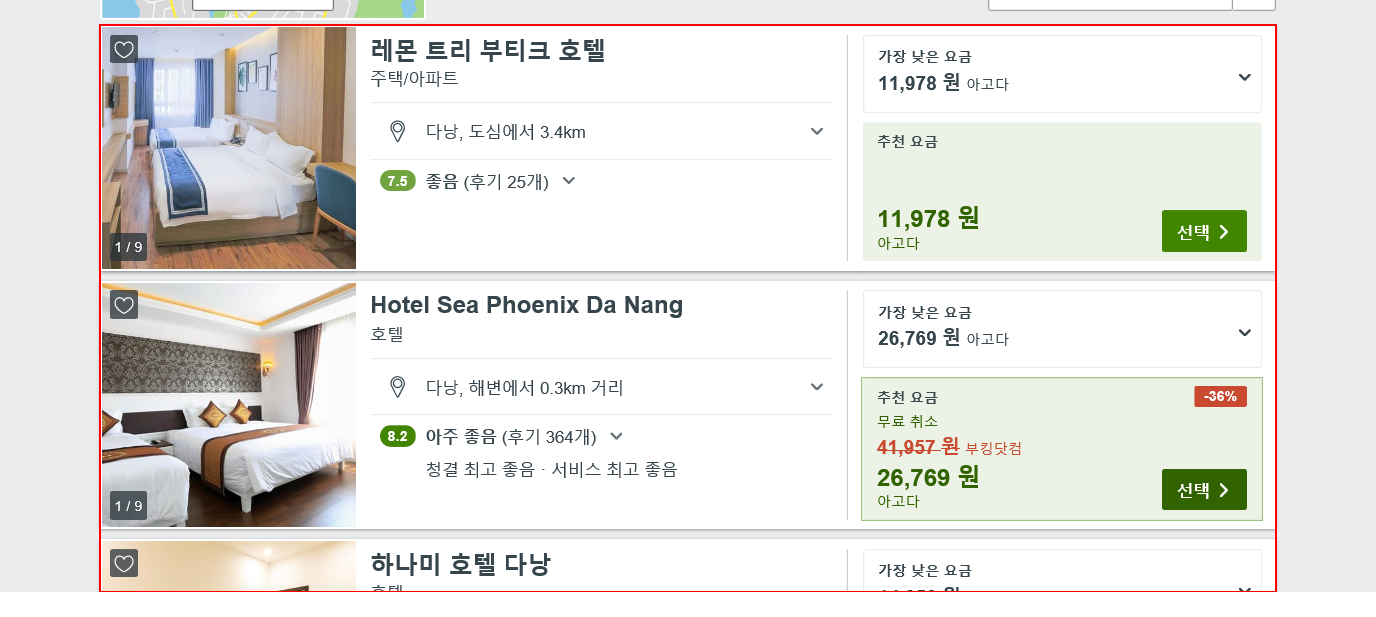 레몬 트리 부티크 호텔
주택/아파트
다낭, 도심에서 3.4km
7.5 좋음 (후기 25개)
1 / 9
가장 낮은 요금
11,978 원 아고다
추천 요금
11,978 원
아고다
선택
Hotel Sea Phoenix Da Nang
호텔
다낭, 해변에서 0.3km 거리
8.2 아주 좋음 (후기 364개)
청결 최고 좋음 · 서비스 최고 좋음
1 / 9
가장 낮은 요금
26,769 원 아고다
추천 요금
-36%
무료 취소
41,957 원 부킹닷컴
26,769 원
아고다
선택
하나미 호텔 다낭
호텔
가장 낮은 요금